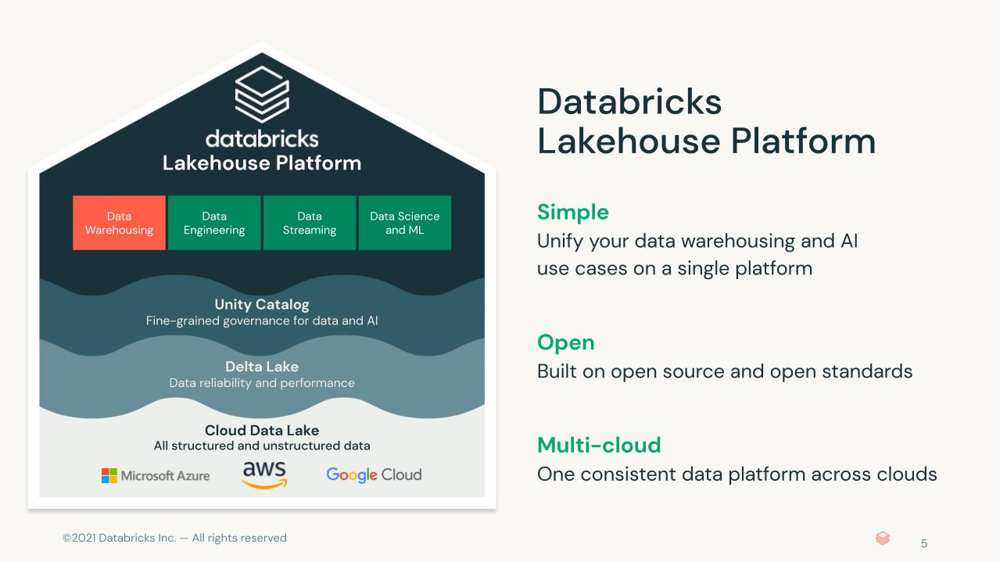 databricks
Lakehouse Platform
Data
Warehousing
Data
Engineering
Data
Streaming
Data Science
and ML
Unity Catalog
Fine-grained governance for data and AI
Delta Lake
Data reliability and performance
Cloud Data Lake
All structured and unstructured data
Microsoft Azure
aws
Google Cloud
Databricks
Lakehouse Platform
Simple
Unify your data warehousing and AI
use cases on a single platform
Open
Built on open source and open standards
Multi-cloud
One consistent data platform across clouds
©2021 Databricks Inc. — All rights reserved
5